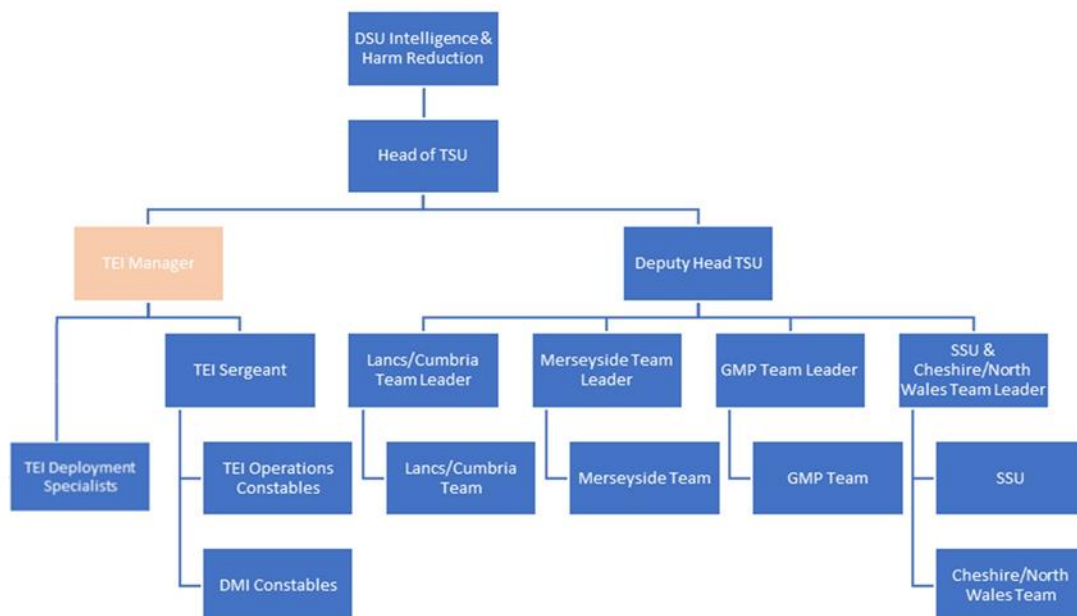 DSU Intelligence &
Harm Reduction
Head of TSU
TEI Manager
Deputy Head TSU
TEI Sergeant
Lancs/Cumbria
Team Leader
Merseyside Team
Leader
GMP Team Leader
SSU &
Cheshire/North
Wales Team Leader
TEI Deployment
Specialists
TEI Operations
Constables
Lancs/Cumbria
Team
Merseyside Team
GMP Team
SSU
DMI Constables
Cheshire/North
Wales Team